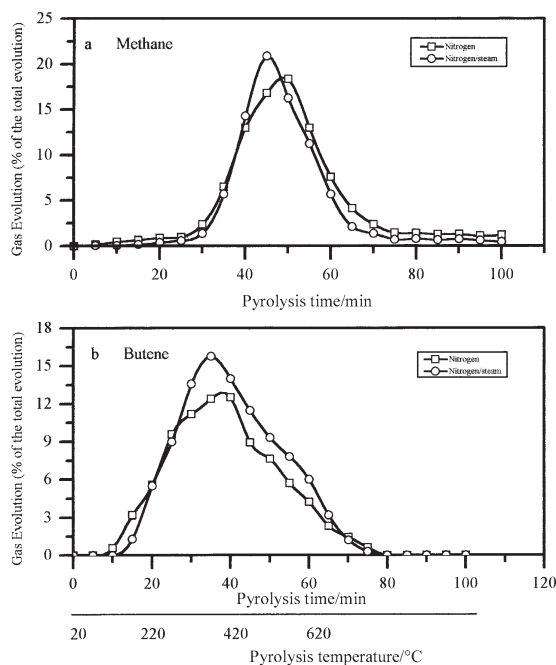 25
20
15
10
5
0
Gas Evolution (% of the total evolution)
a Methane
Nitrogen
Nitrogen/steam
0 20 40 60 80 100
Pyrolysis time/min
18
15
12
9
6
3
0
Gas Evolution (% of the total evolution)
b Butene
Nitrogen
Nitrogen/steam
0 20 40 60 80 100 120
Pyrolysis time/min
20 220 420 620
Pyrolysis temperature/°C